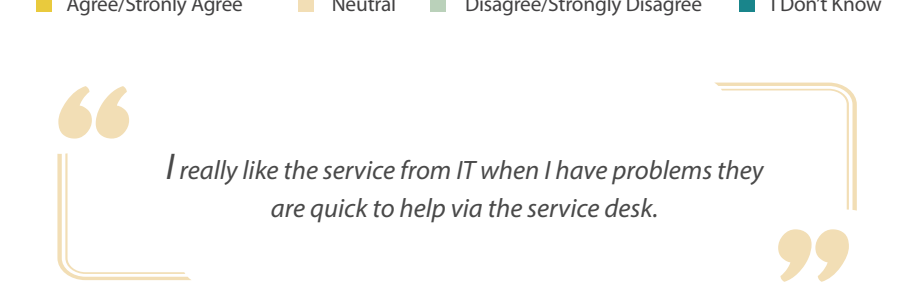 Agree/Stronly Agree Neutral Disagree/Strongly Disagree I Don't Know
“
I really like the service from IT when I have problems they
are quick to help via the service desk.
”